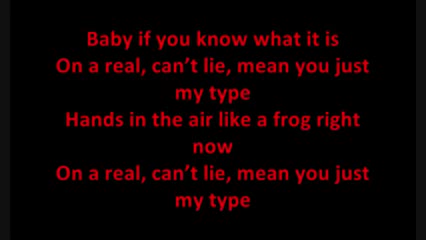 Baby if you know what it is
On a real, can’t lie, mean you just
my type
Hands in the air like a frog right
now
On a real, can’t lie, mean you just
my type